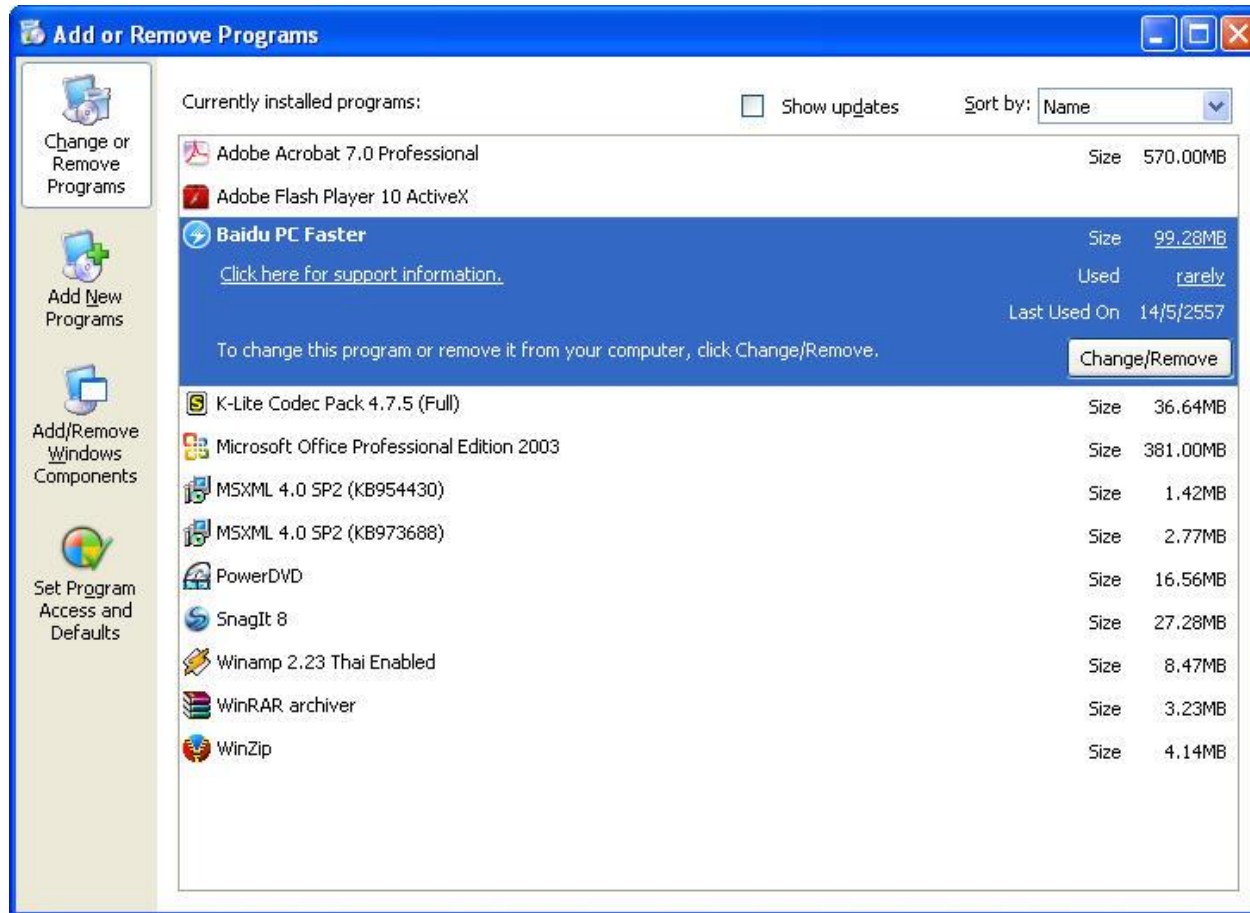 Add or Remove Programs
Change or
Remove
Programs
Add New
Programs
Add/Remove
Windows
Components
Set Program
Access and
Defaults
Currently installed programs:
Show updates
Sort by: Name
Adobe Acrobat 7.0 Professional Size 570.00MB
Adobe Flash Player 10 ActiveX
Baidu PC Faster Size 99.28MB
Click here for support information. Used rarely
Last Used On 14/5/2557
To change this program or remove it from your computer, click Change/Remove. Change/Remove
K-Lite Codec Pack 4.7.5 (Full) Size 36.64MB
Microsoft Office Professional Edition 2003 Size 381.00MB
MSXML 4.0 SP2 (KB954430) Size 1.42MB
MSXML 4.0 SP2 (KB973688) Size 2.77MB
PowerDVD Size 16.56MB
SnagIt 8 Size 27.28MB
Winamp 2.23 Thai Enabled Size 8.47MB
WinRAR archiver Size 3.23MB
WinZip Size 4.14MB